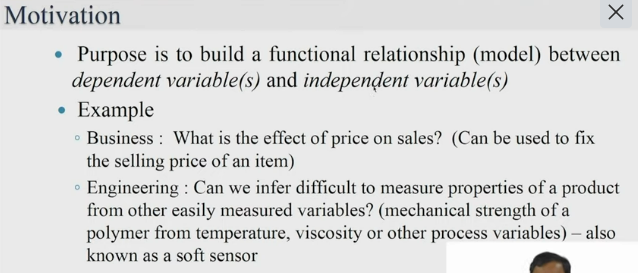 Motivation
• Purpose is to build a functional relationship (model) between
dependent variable(s) and independent variable(s)
• Example
◦ Business : What is the effect of price on sales? (Can be used to fix
the selling price of an item)
◦ Engineering : Can we infer difficult to measure properties of a product
from other easily measured variables? (mechanical strength of a
polymer from temperature, viscosity or other process variables) – also
known as a soft sensor